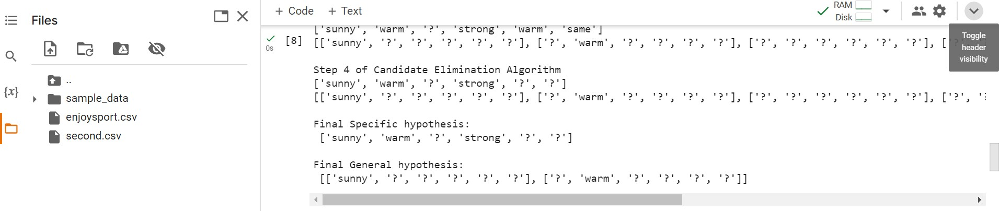 Files
..
sample_data
enjoysport.csv
second.csv
{x}
+ Code + Text
RAM
Disk
Toggle
header
visibility
['sunny', 'warm', '?', 'strong', 'warm', 'same']
[8] [['sunny', '?', '?', '?', '?', '?'], ['?', 'warm', '?', '?', '?', '?'], ['?', '?', '?', '?', '?', '?'], ['?',
0s
Step 4 of Candidate Elimination Algorithm
['sunny', 'warm', '?', 'strong', '?', '?']
[['sunny', '?', '?', '?', '?', '?'], ['?', 'warm', '?', '?', '?', '?'], ['?', '?', '?', '?', '?', '?'], ['?', '?
Final Specific hypothesis:
['sunny', 'warm', '?', 'strong', '?', '?']
Final General hypothesis:
[['sunny', '?', '?', '?', '?', '?'], ['?', 'warm', '?', '?', '?', '?']]